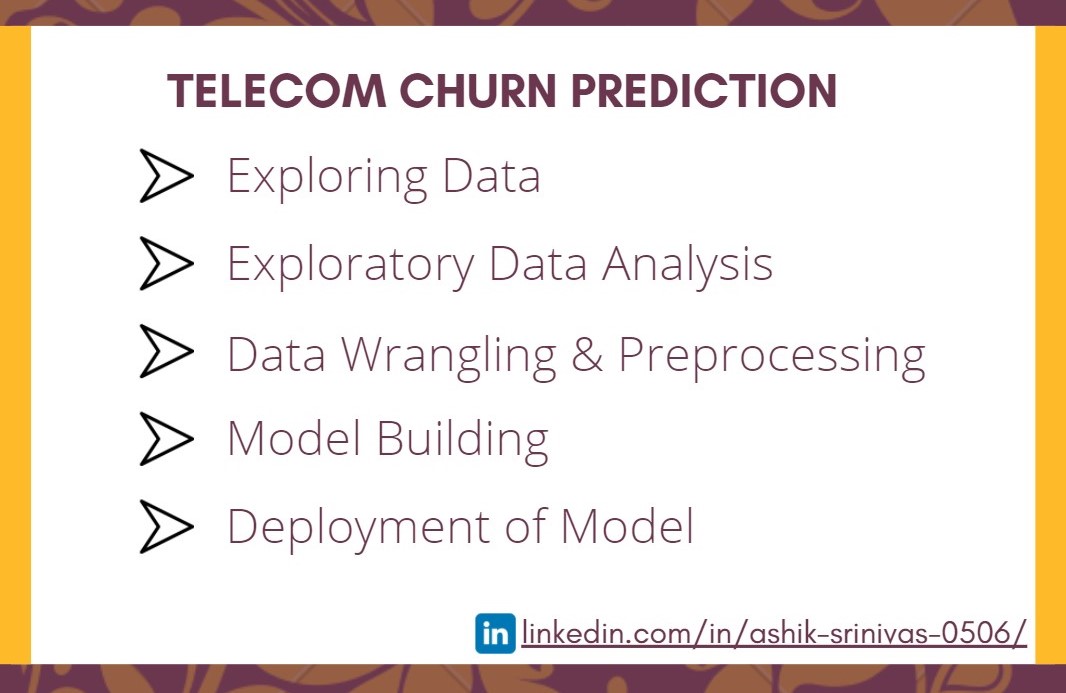 TELECOM CHURN PREDICTION
Exploring Data
Exploratory Data Analysis
Data Wrangling & Preprocessing
Model Building
Deployment of Model
in linkedin.com/in/ashik-srinivas-0506/